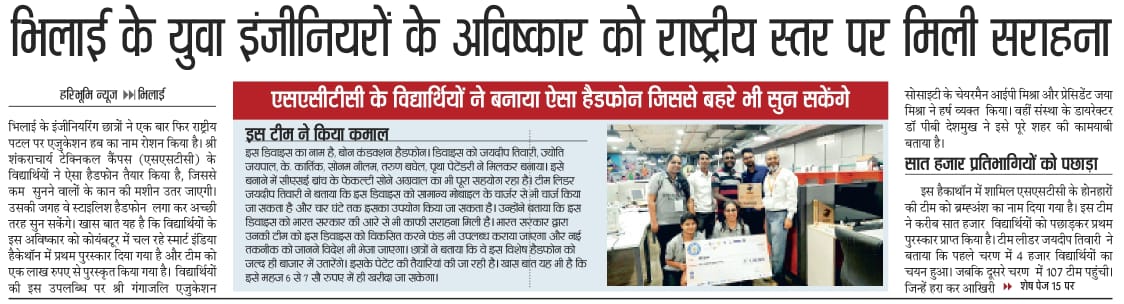 भिलाई के युवा इंजीनियरों के अविष्कार को राष्ट्रीय स्तर पर मिली सराहना
हरिभूमि न्यूज भिलाई
भिलाई के इंजीनियरिंग छात्रों ने एक बार फिर राष्ट्रीय
पटल पर एजुकेशन हब का नाम रोशन किया है। श्री
शंकराचार्य टेक्निकल कैंपस (एसएसटीसी) के
विद्यार्थियों ने ऐसा हैडफोन तैयार किया है, जिससे
कम सुनने वालों के कान की मशीन उतर जाएगी।
उसकी जगह वे स्टाइलिश हैडफोन लगा कर अच्छी
तरह सुन सकेंगे। खास बात यह है कि विद्यार्थियों के
इस अविष्कार को कोयंबटूर में चल रहे स्मार्ट इंडिया
हैकेथॉन में प्रथम पुरस्कार दिया गया है और टीम को
एक लाख रुपए से पुरस्कृत किया गया है। विद्यार्थियों
की इस उपलब्धि पर श्री गंगाजलि एजुकेशन
एसएसटीसी के विद्यार्थियों ने बनाया ऐसा हैडफोन जिससे बहरे भी सुन सकेंगे
इस टीम ने किया कमाल
इस डिवाइस का नाम है, बोन कंडक्शन हैडफोन। डिवाइस को जयदीप तिवारी, ज्योति
जयपाल, के. कार्तिक, सोनम नीलम, तरुण बघेल, पृथा पेटेंडरी ने मिलकर बनाया। इसे
बनाने में सीएसई ब्रांच के फेकल्टी सोने अग्रवाल का भी पूरा सहयोग रहा है। टीम लिडर
जयदीप तिवारी ने बताया कि इस डिवाइस को सामान्य मोबाइल के चार्जर से भी चार्ज किया
जा सकता है और चार घंटे तक इसका उपयोग किया जा सकता है। उन्होंने बताया कि इस
डिवाइस को भारत सरकार की ओर से भी काफी सराहना मिली है। भारत सरकार द्वारा
उनकी टीम को इस डिवाइस को विकसित करने फंड भी उपलब्ध कराया जाएगा और नई
तकनीक को जानने विदेश भी भेजा जाएगा। छात्रों ने बताया कि वे इस विशेष हैडफोन को
जल्द ही बाजार में उतारेंगे। इसके पेटेंट की तैयारियां की जा रही है। खास बात यह भी है कि
इसे महज 6 से 7 सौ रुपए में ही खरीदा जा सकेगा।
सोसाइटी के चेयरमैन आईपी मिश्रा और प्रेसिडेंट जया
मिश्रा ने हर्ष व्यक्त किया। वहीं संस्था के डायरेक्टर
डॉ पीबी देशमुख ने इसे पूरे शहर की कामयाबी
बताया है।
सात हजार प्रतिभागियों को पछाड़ा
इस हैकाथॉन में शामिल एसएसटीसी के होनहारों
की टीम को ब्रम्हअंश का नाम दिया गया है। इस टीम
ने करीब सात हजार विद्यार्थियों को पछाड़कर प्रथम
पुरस्कार प्राप्त किया है। टीम लीडर जयदीप तिवारी ने
बताया कि पहले चरण में 4 हजार विद्यार्थियों का
चयन हुआ। जबकि दूसरे चरण में 107 टीम पहुंची।
जिन्हें हरा कर आखिरी शेष पेज 15 पर